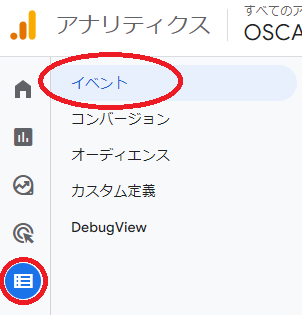 アナリティクス
すべてのア
OSCA
イベント
コンバージョン
オーディエンス
カスタム定義
DebugView